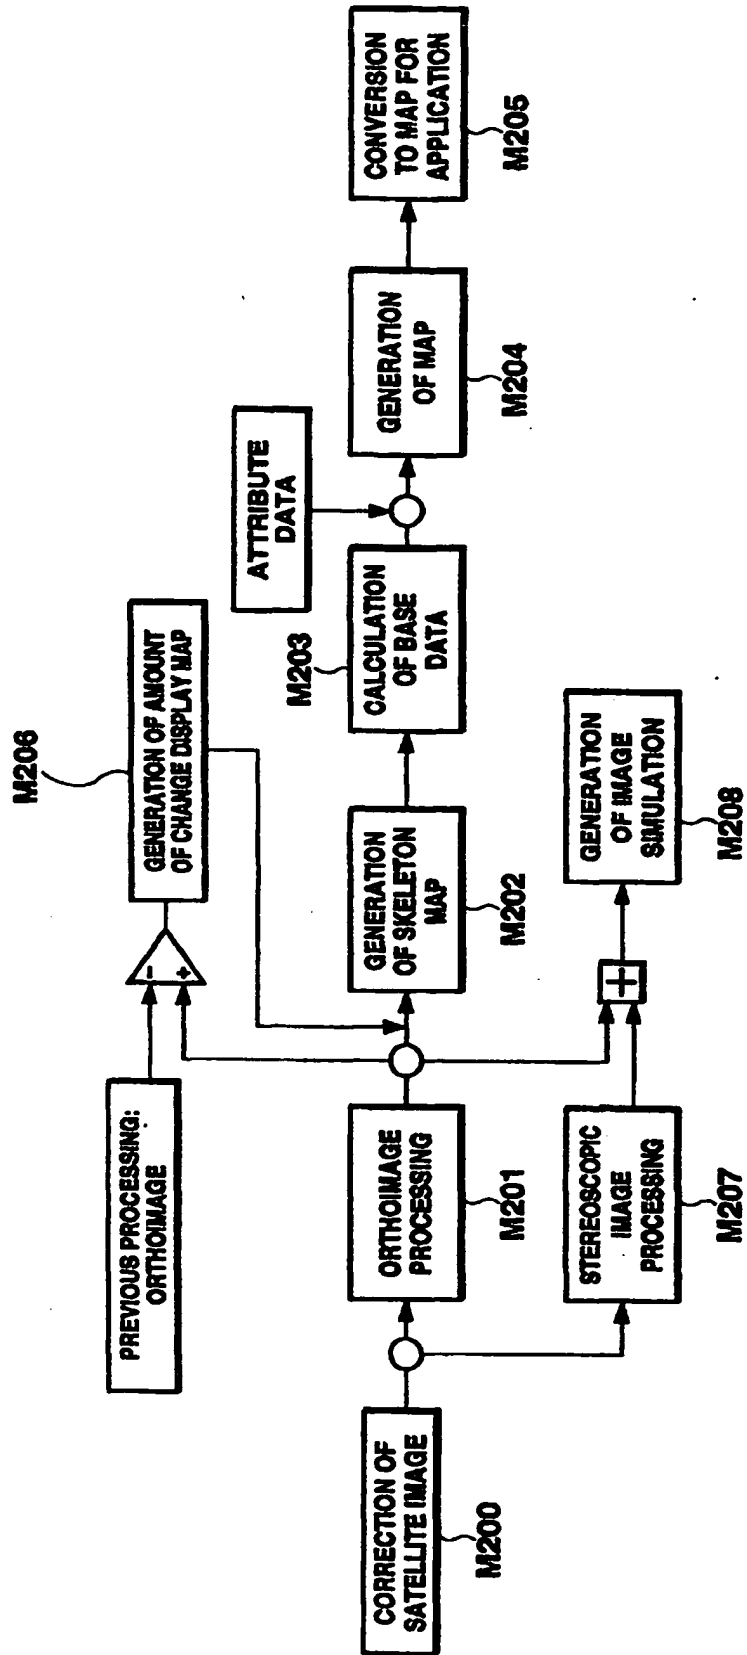 M206
PREVIOUS PROCESSING:
ORTHOIMAGE
-
+
GENERATION OF AMOUNT
OF CHANGE DISPLAY MAP
ATTRIBUTE
DATA
M203
CORRECTION OF
SATELLITE IMAGE
M200
ORTHOIMAGE
PROCESSING
M201
GENERATION
OF SKELETON
MAP
M202
CALCULATION
OF BASE
DATA
GENERATION
OF MAP
M204
CONVERSION
TO MAP FOR
APPLICATION
M205
STEREOSCOPIC
IMAGE
PROCESSING
M207
+
GENERATION
OF IMAGE
SIMULATION
M208